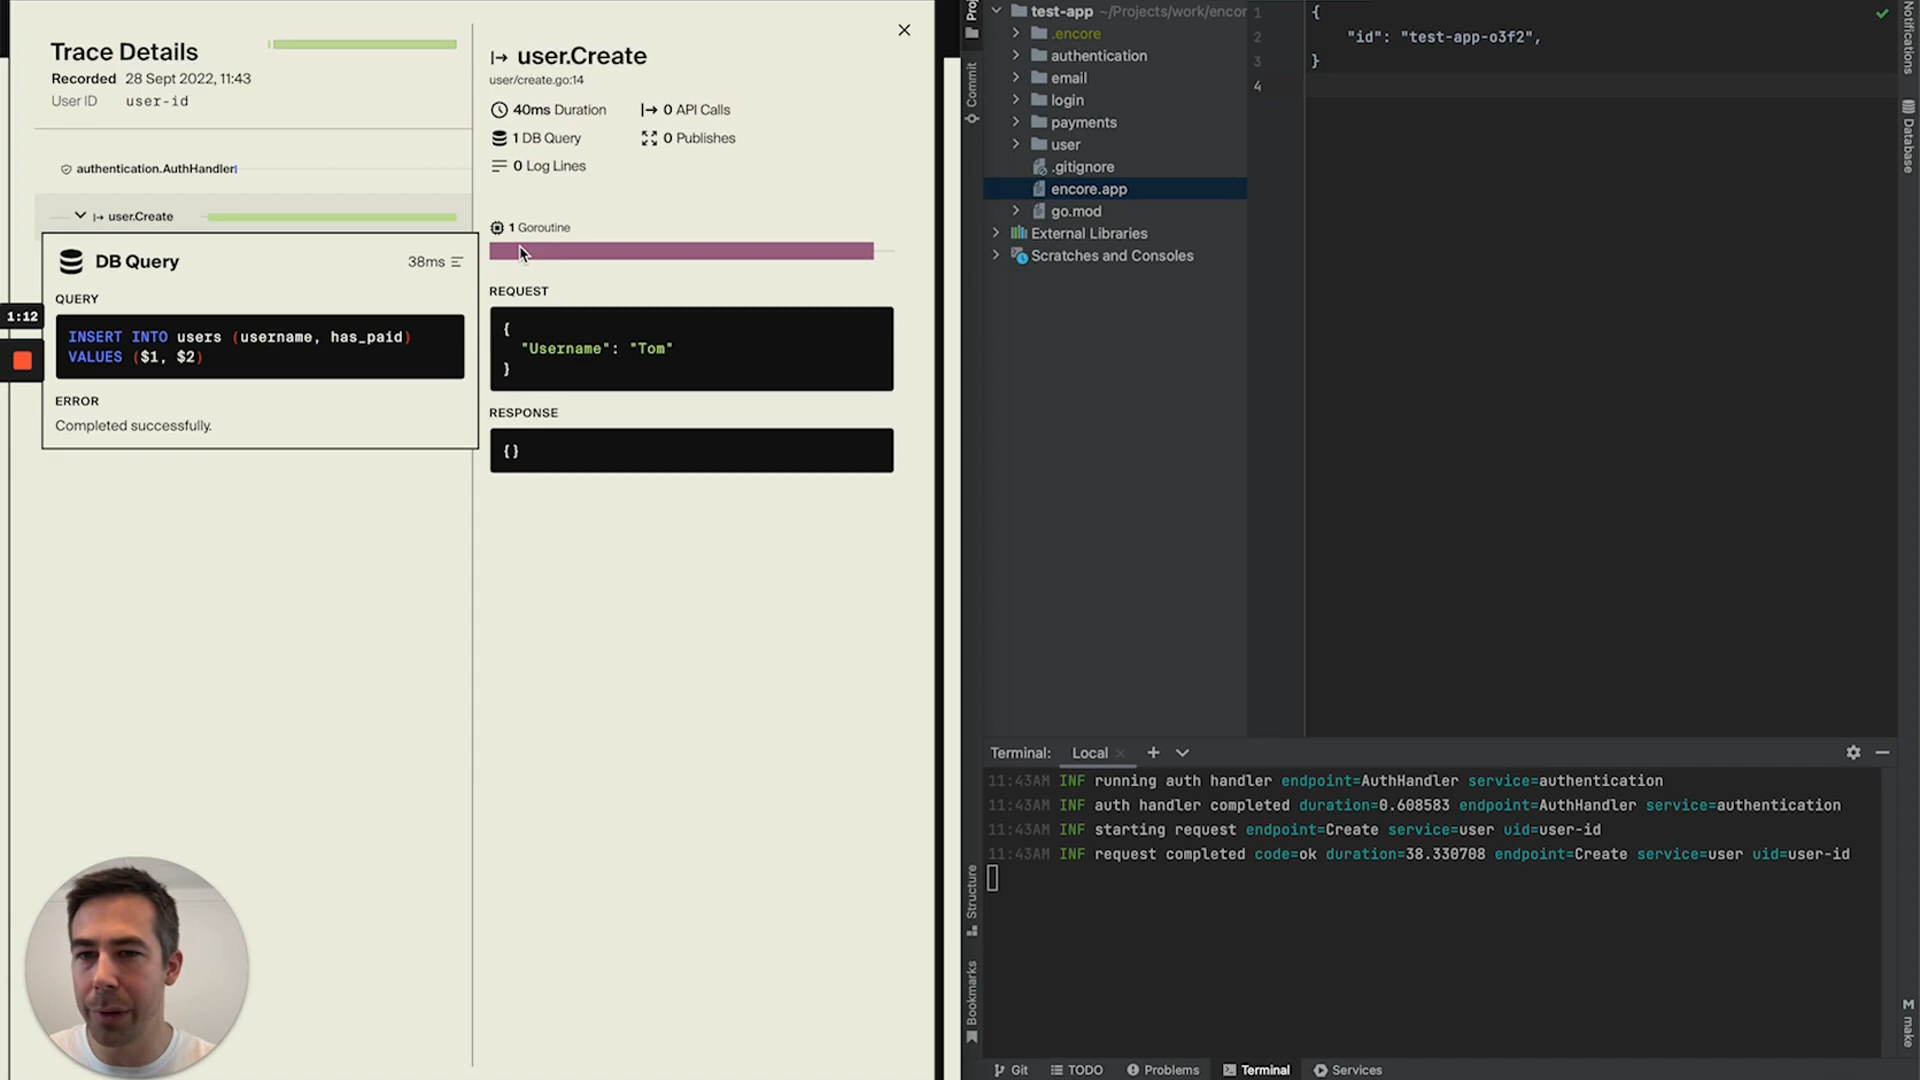 Trace Details
Recorded 28 Sept 2022, 11:43
User ID user-id
authentication.AuthHandler
user.Create
DB Query 38ms
QUERY
INSERT INTO users (username, has_paid)
VALUES ($1, $2)
ERROR
Completed successfully.
1:12
user.Create
user/create.go:14
40ms Duration 0 API Calls
1 DB Query 0 Publishes
0 Log Lines
1 Goroutine
REQUEST
{
"Username": "Tom"
}
RESPONSE
{}
Commit
Structure
Bookmarks
test-app ~/Projects/work/encor
.encore
authentication
email
login
payments
user
.gitignore
encore.app
go.mod
External Libraries
Scratches and Consoles
1 {
2 "id": "test-app-o3f2",
3 }
4
Notifications
Database
make
Terminal: Local
11:43AM INF running auth handler endpoint=AuthHandler service=authentication
11:43AM INF auth handler completed duration=0.608583 endpoint=AuthHandler service=authentication
11:43AM INF starting request endpoint=Create service=user uid=user-id
11:43AM INF request completed code=ok duration=38.330708 endpoint=Create service=user uid=user-id
Git TODO Problems Terminal Services